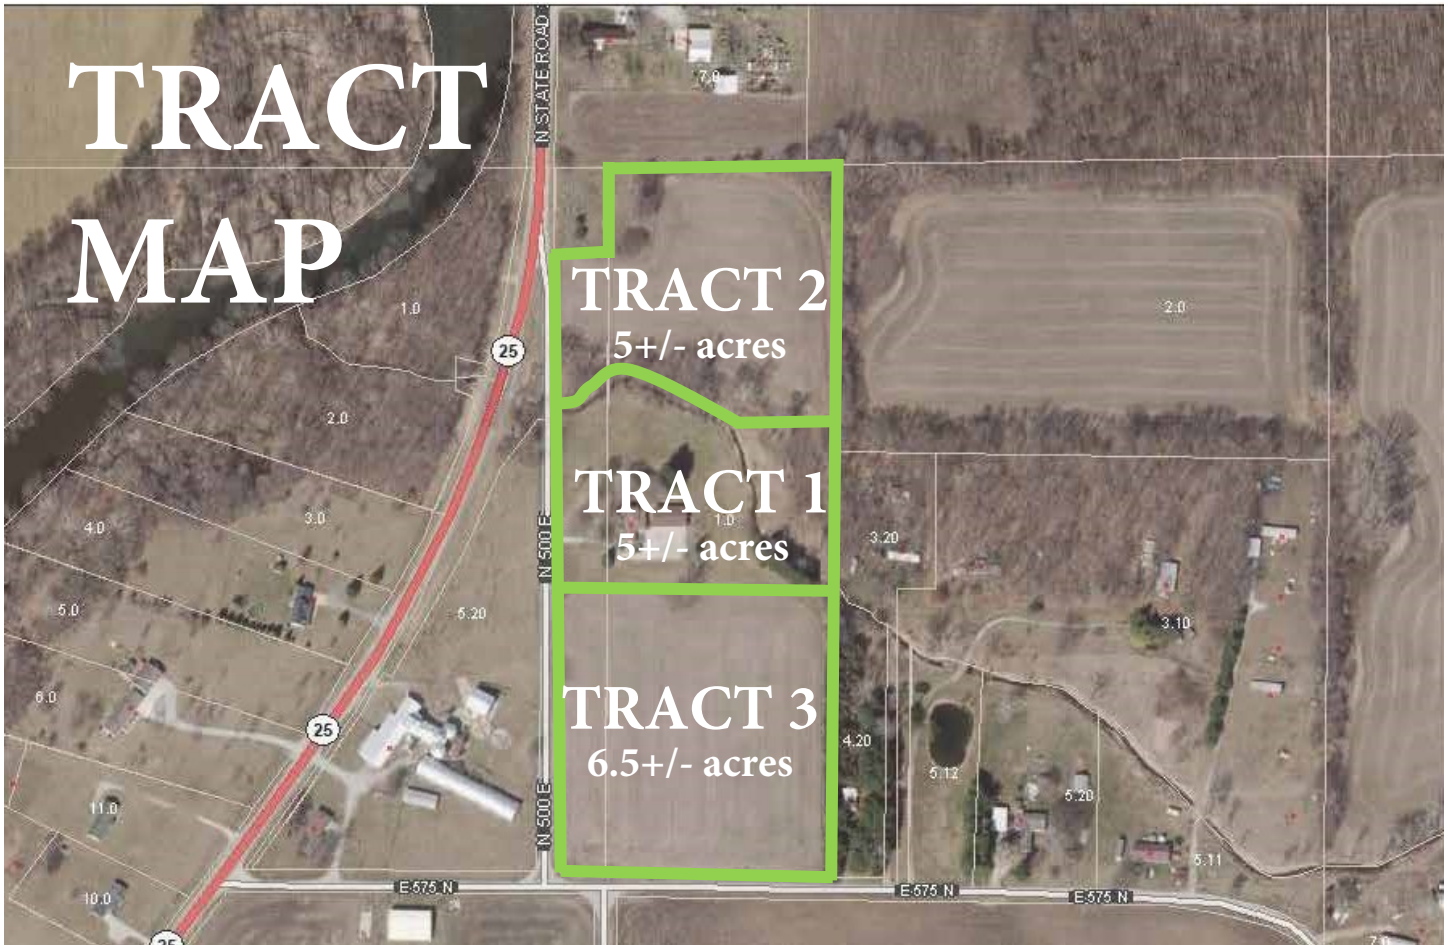 TRACT
MAP
N STATE ROAD
7.0
1.0
25
TRACT 2
5+/- acres
2.0
2.0
TRACT 1
1.0
5+/- acres
4.0
3.0
N 500 E
3.20
5.0
5.20
3.10
6.0
TRACT 3
6.5+/- acres
25
4.20
5.12
5.20
11.0
N 500 E
5.11
10.0
E 575 N
E 575 N
E 575 N
25